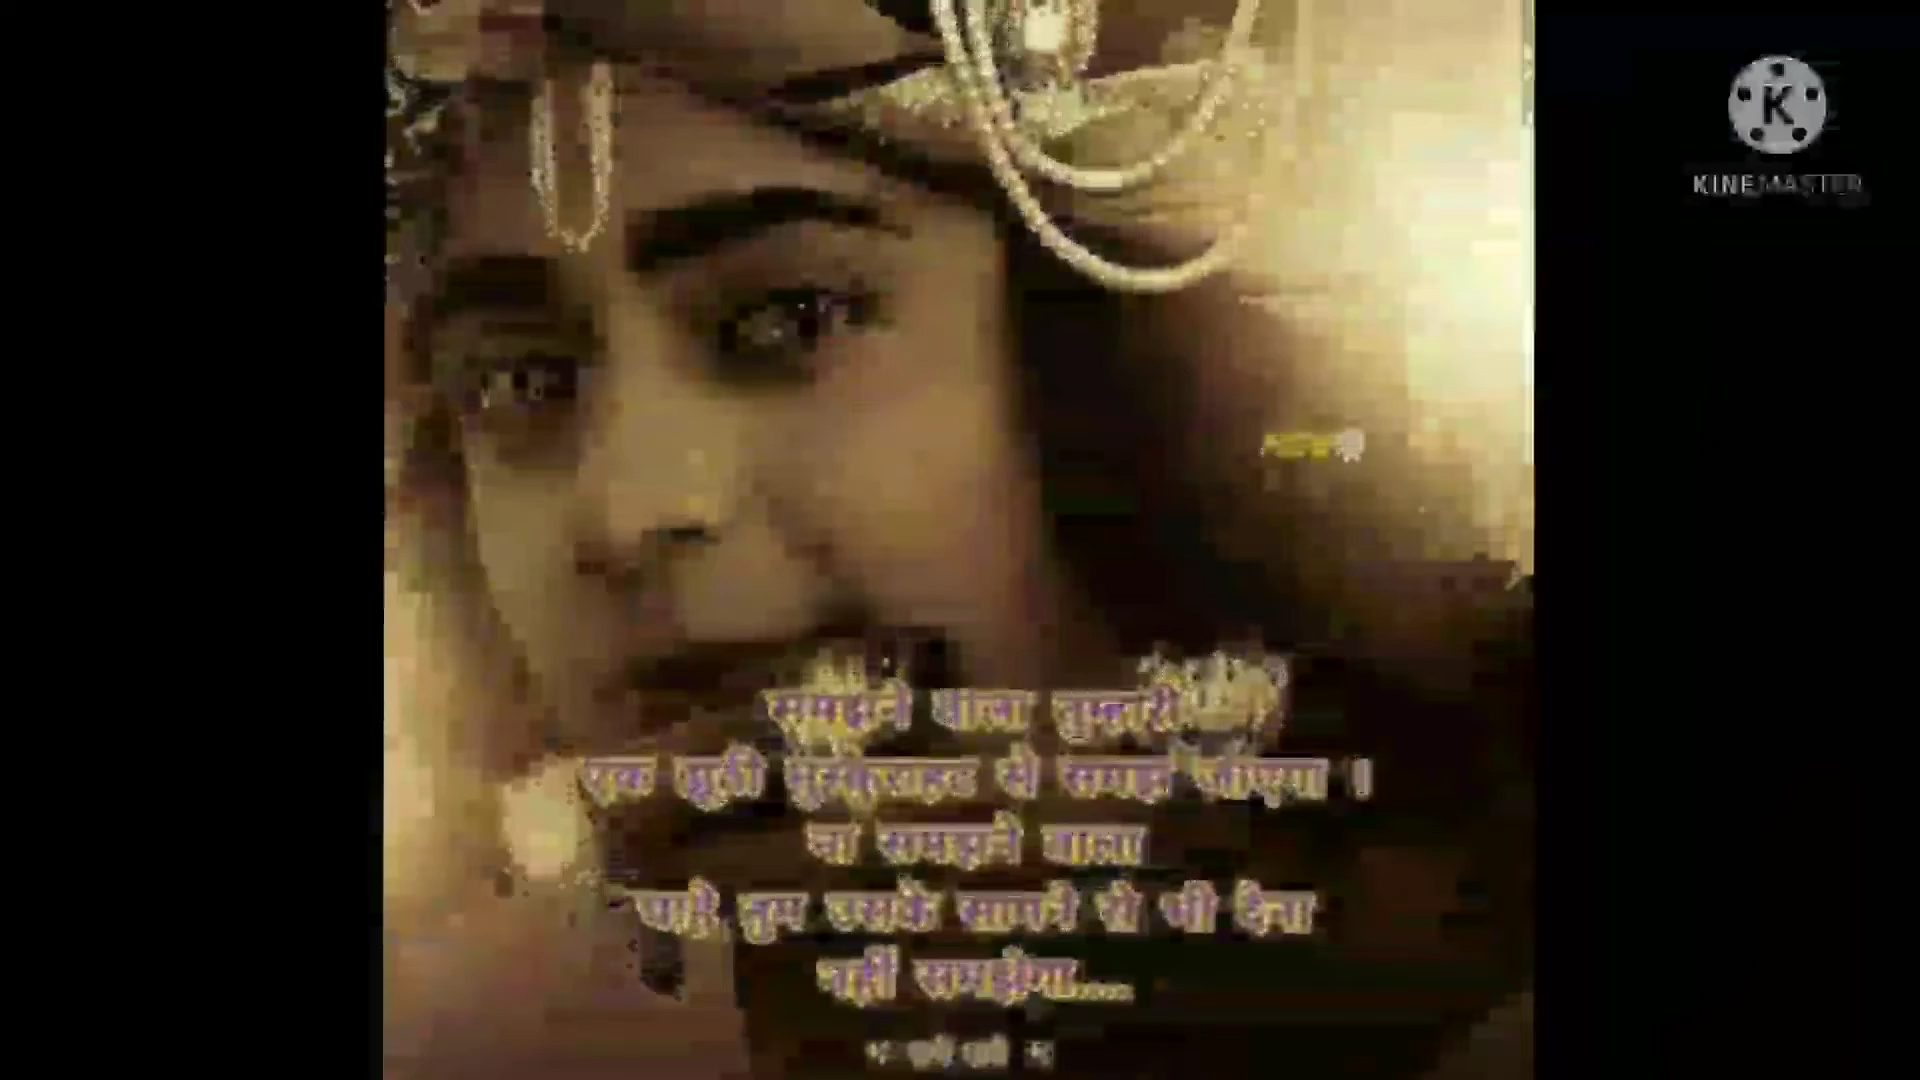 KINEMASTER
समझने वाला तुम्हारी
एक झूठी मुस्कुराहट से समझ जाएगा ।
ना समझने वाला
चाहे तुम उसके सामने रो भी देना
नहीं समझेगा....